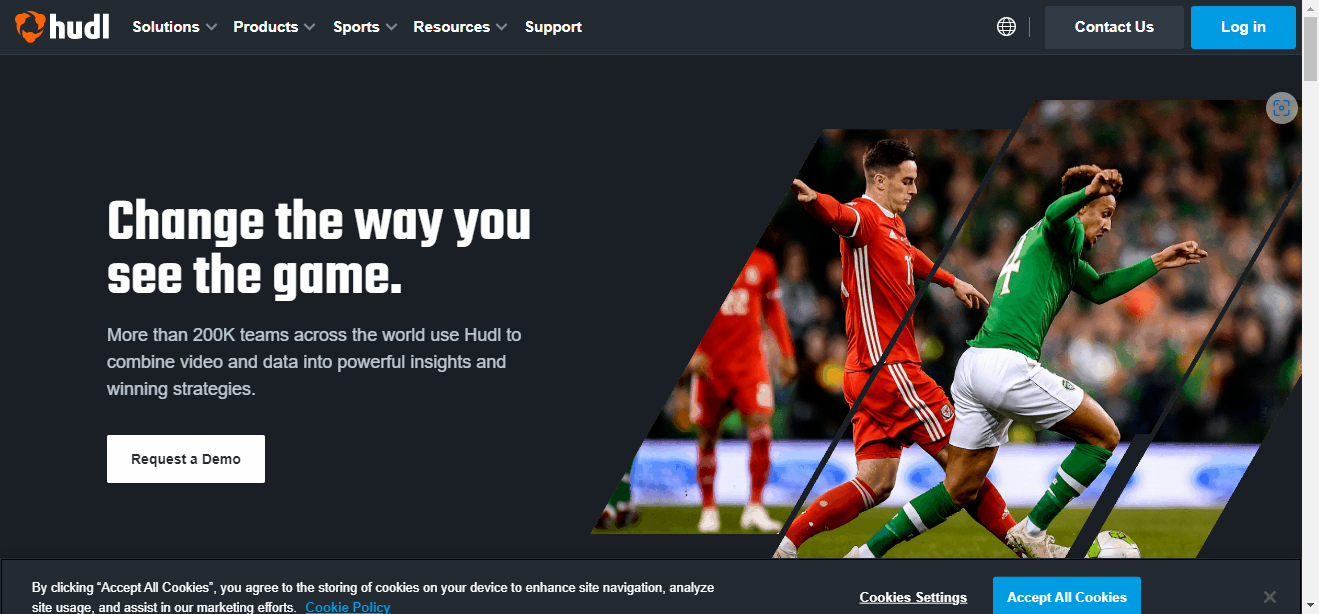 hudl
Solutions
Products
Sports
Resources
Support
Contact Us
Log in
Change the way you
see the game.
More than 200K teams across the world use Hudl to
combine video and data into powerful insights and
winning strategies.
Request a Demo
4
By clicking “Accept All Cookies”, you agree to the storing of cookies on your device to enhance site navigation, analyze
site usage, and assist in our marketing efforts. Cookie Policy
Cookies Settings
Accept All Cookies